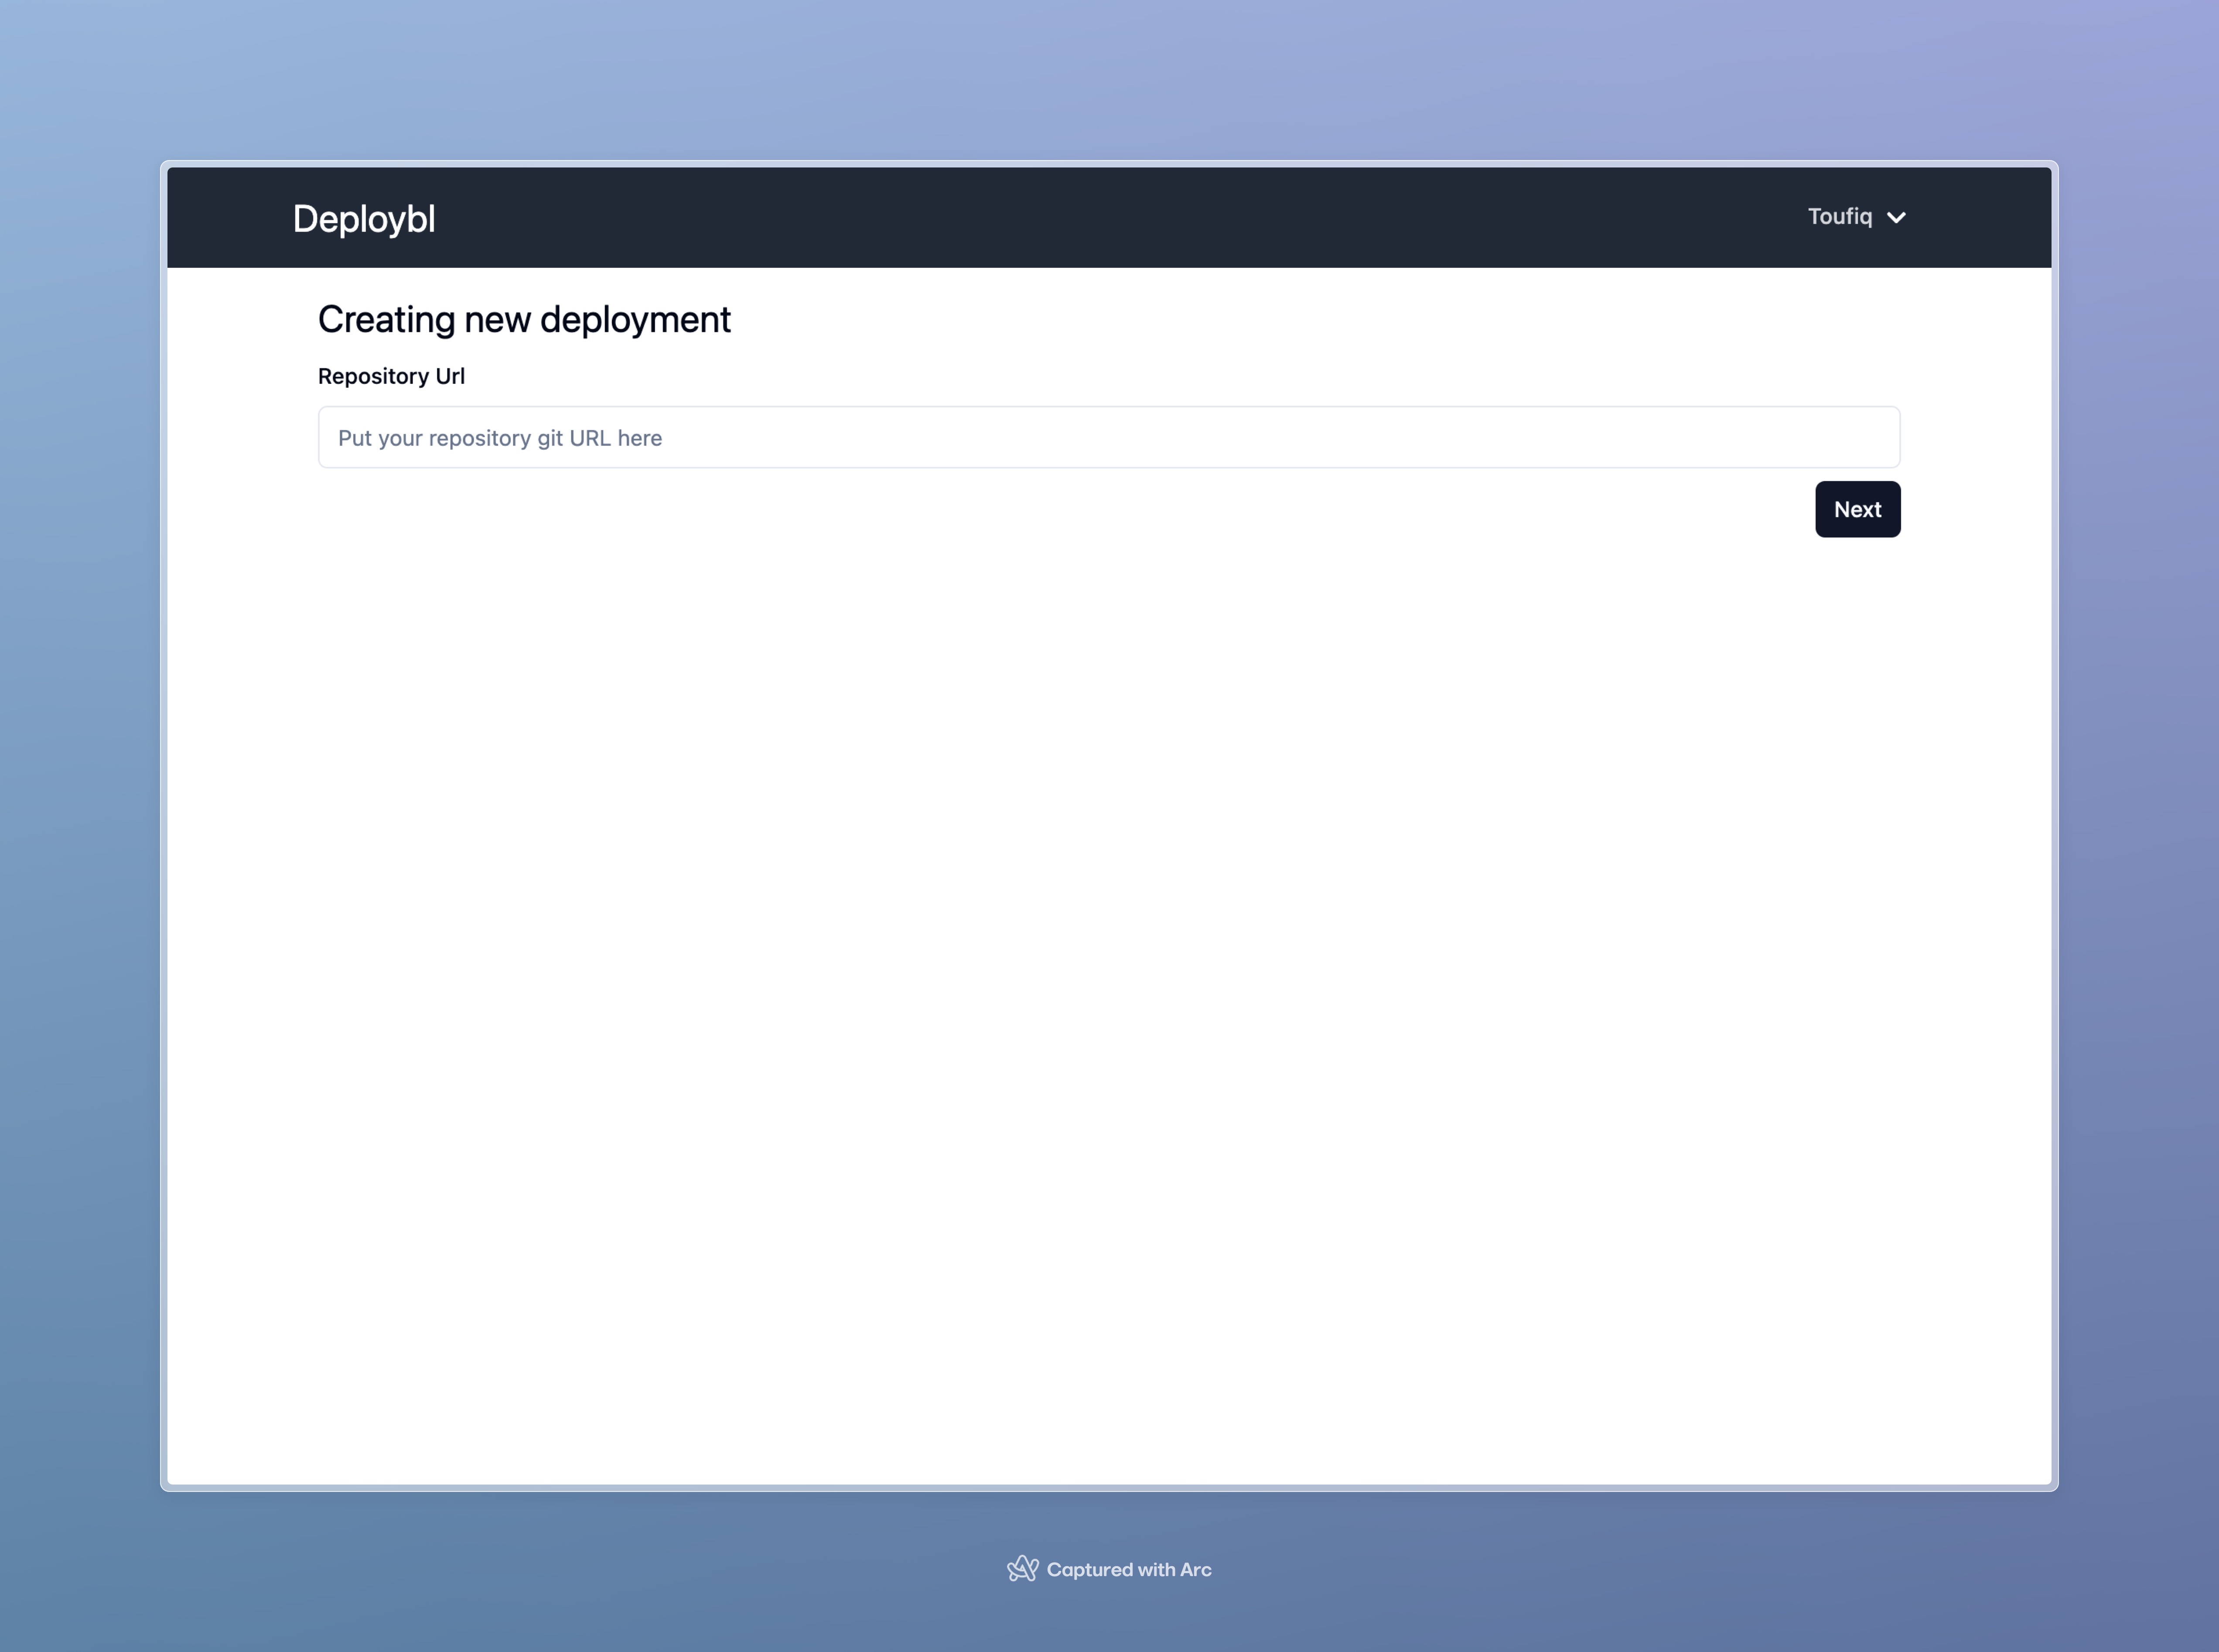 Deploybl
Toufiq
Creating new deployment
Repository Url
Put your repository git URL here
Next
Captured with Arc